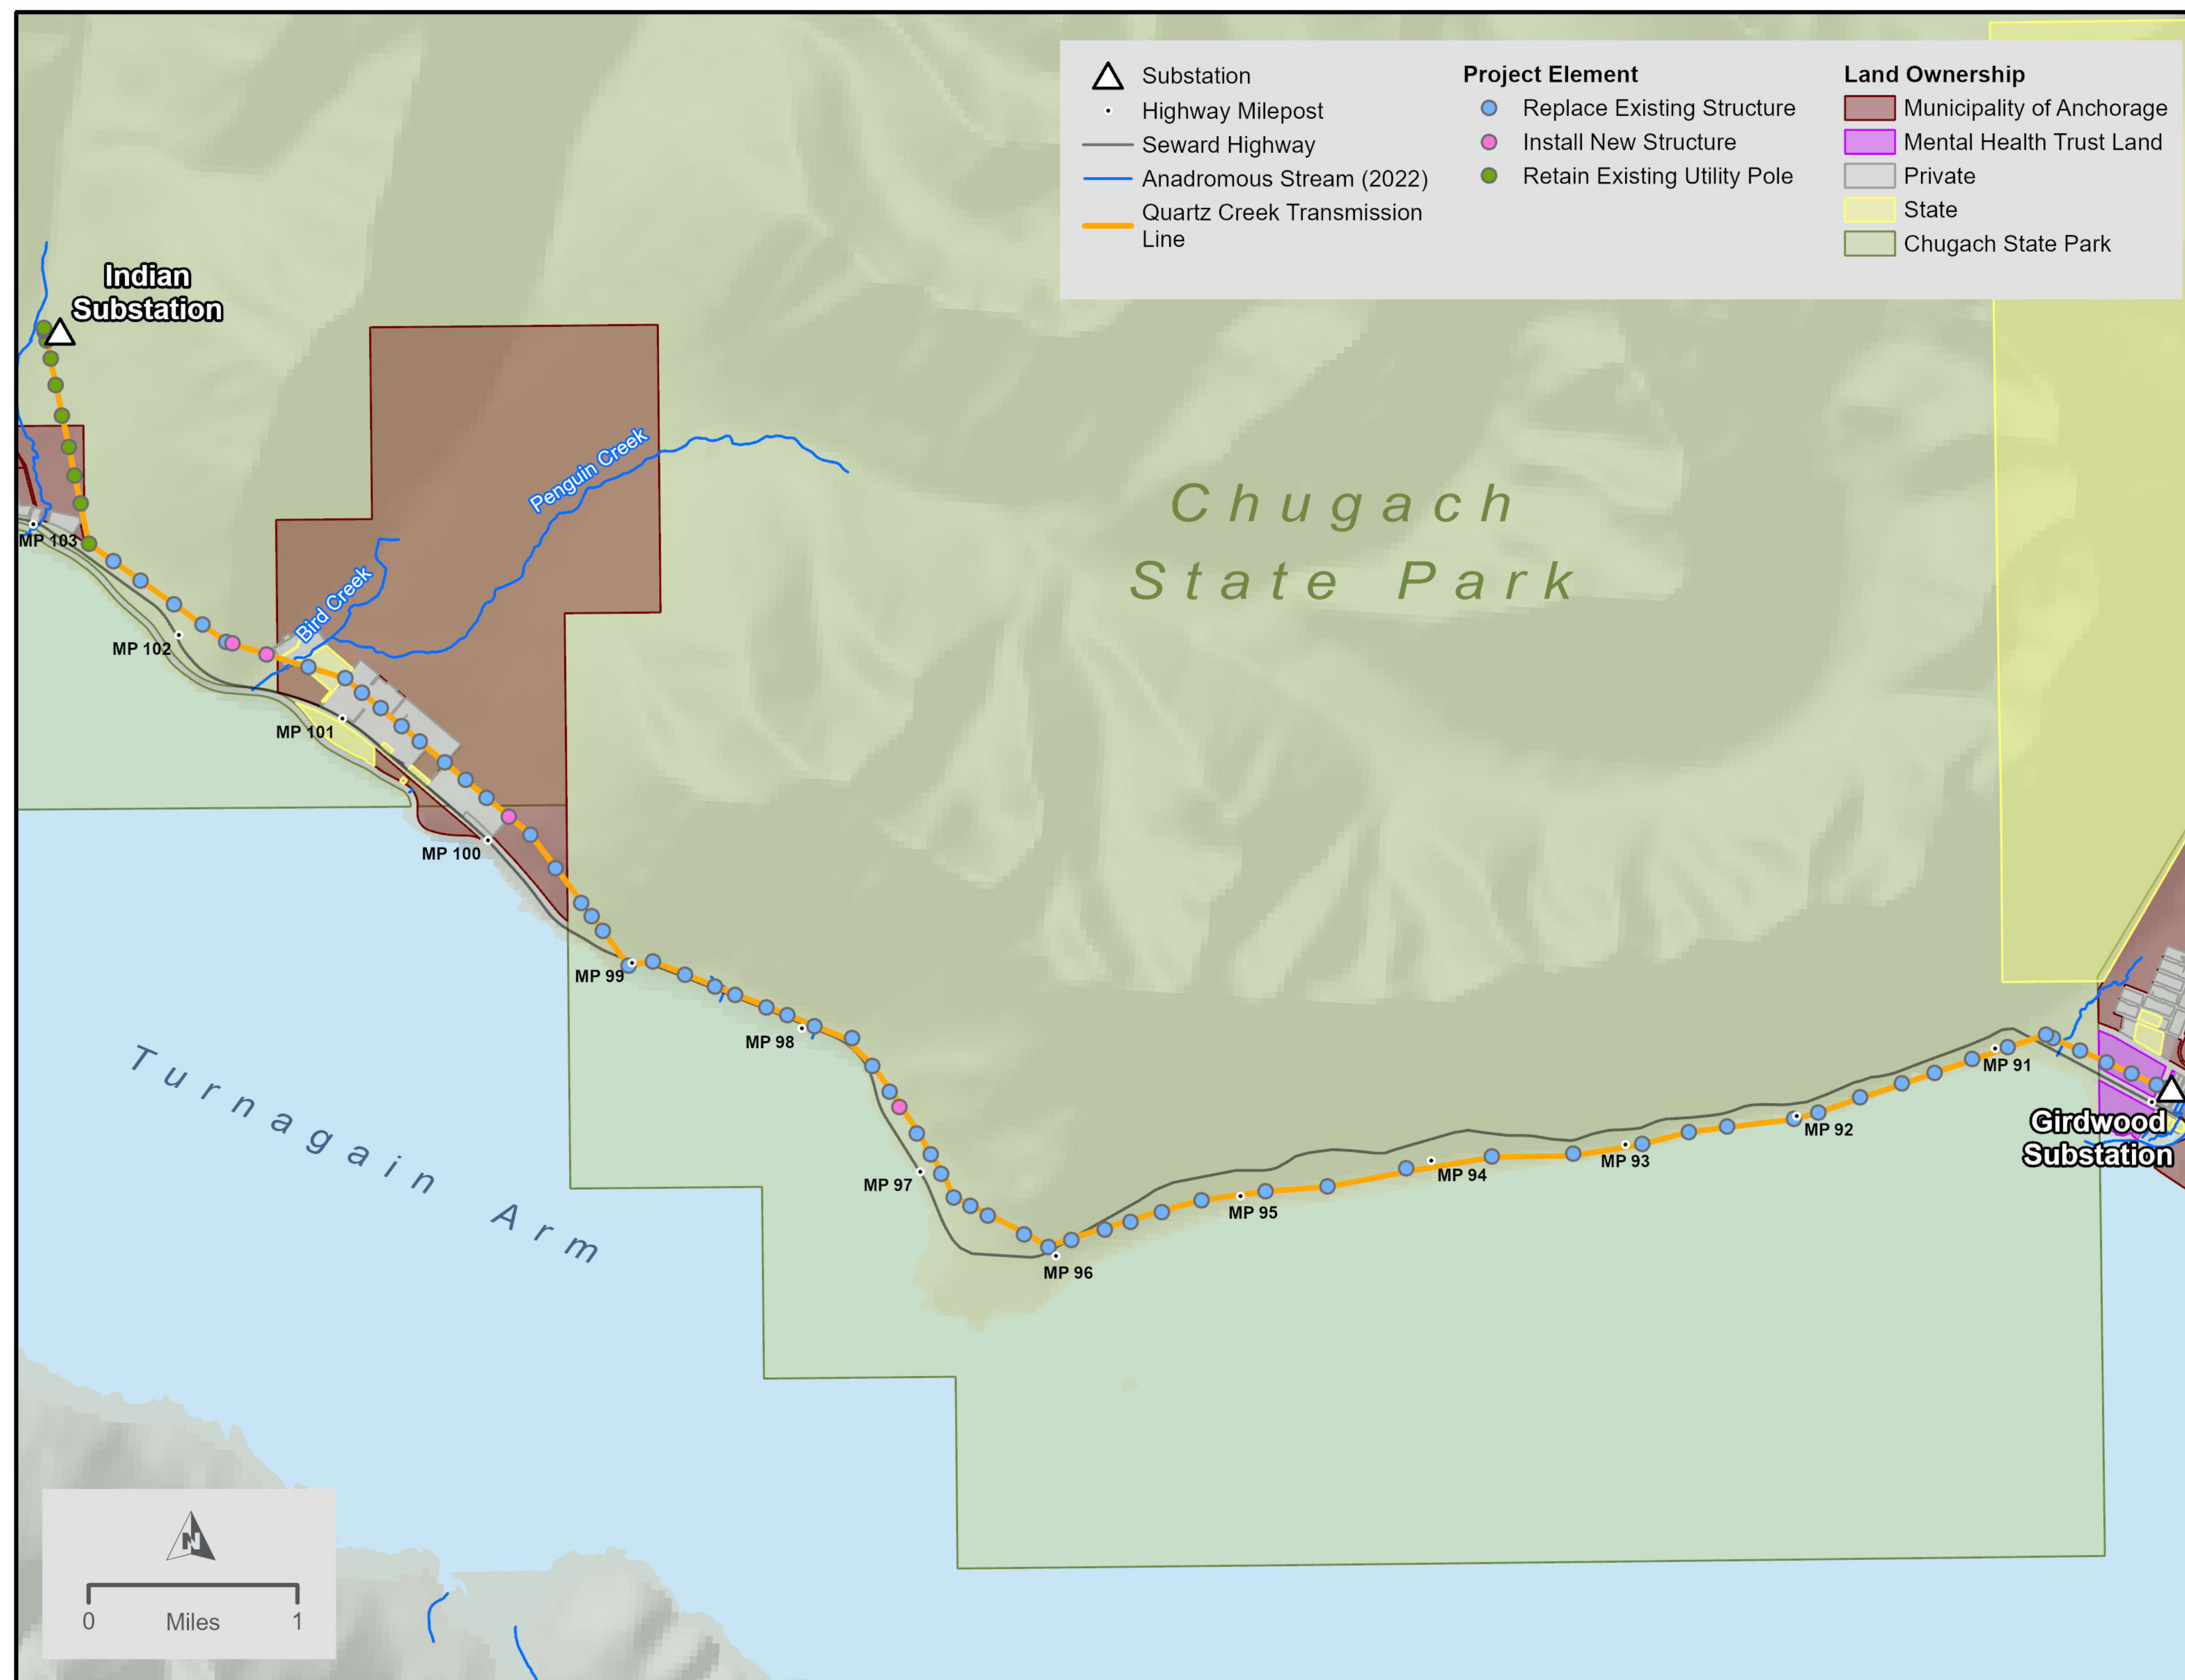 Substation
Highway Milepost
Seward Highway
Anadromous Stream (2022)
Quartz Creek Transmission
Line
Project Element
Replace Existing Structure
Install New Structure
Retain Existing Utility Pole
Land Ownership
Municipality of Anchorage
Mental Health Trust Land
Private
State
Chugach State Park
Indian
Substation
Penguin Creek
Bird Creek
Chugach
State Park
MP 103
MP 102
MP 101
MP 100
MP 99
MP 98
MP 97
MP 96
MP 95
MP 94
MP 93
MP 92
MP 91
Girdwood
Substation
Turnagain Arm
N
0 Miles 1